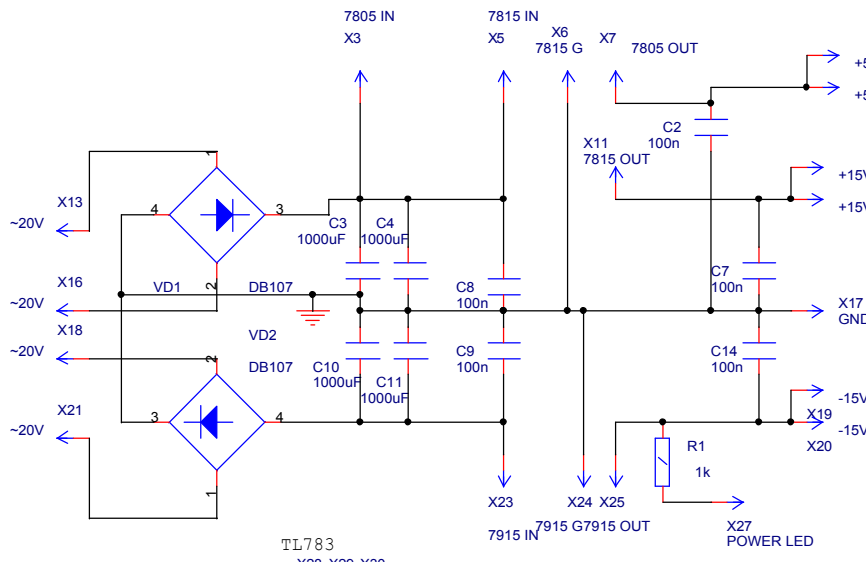 7805 IN
7815 IN
X3
X5
X6
X7
7815 G
7805 OUT
+5
+5
C2
100n
X11
7815 OUT
+15V
+15V
1
4
3
2
X13
~20V
C3
1000uF
C4
1000uF
X16
~20V
VD1
DB107
C8
100n
C7
100n
X17
GND
X18
~20V
VD2
DB107
2
3
4
1
C10
1000uF
C11
1000uF
C9
100n
C14
100n
X21
~20V
-15V
X19
-15V
X20
R1
1k
X23
X24
X25
7915 IN
7915 G
7915 OUT
X27
POWER LED
TL783